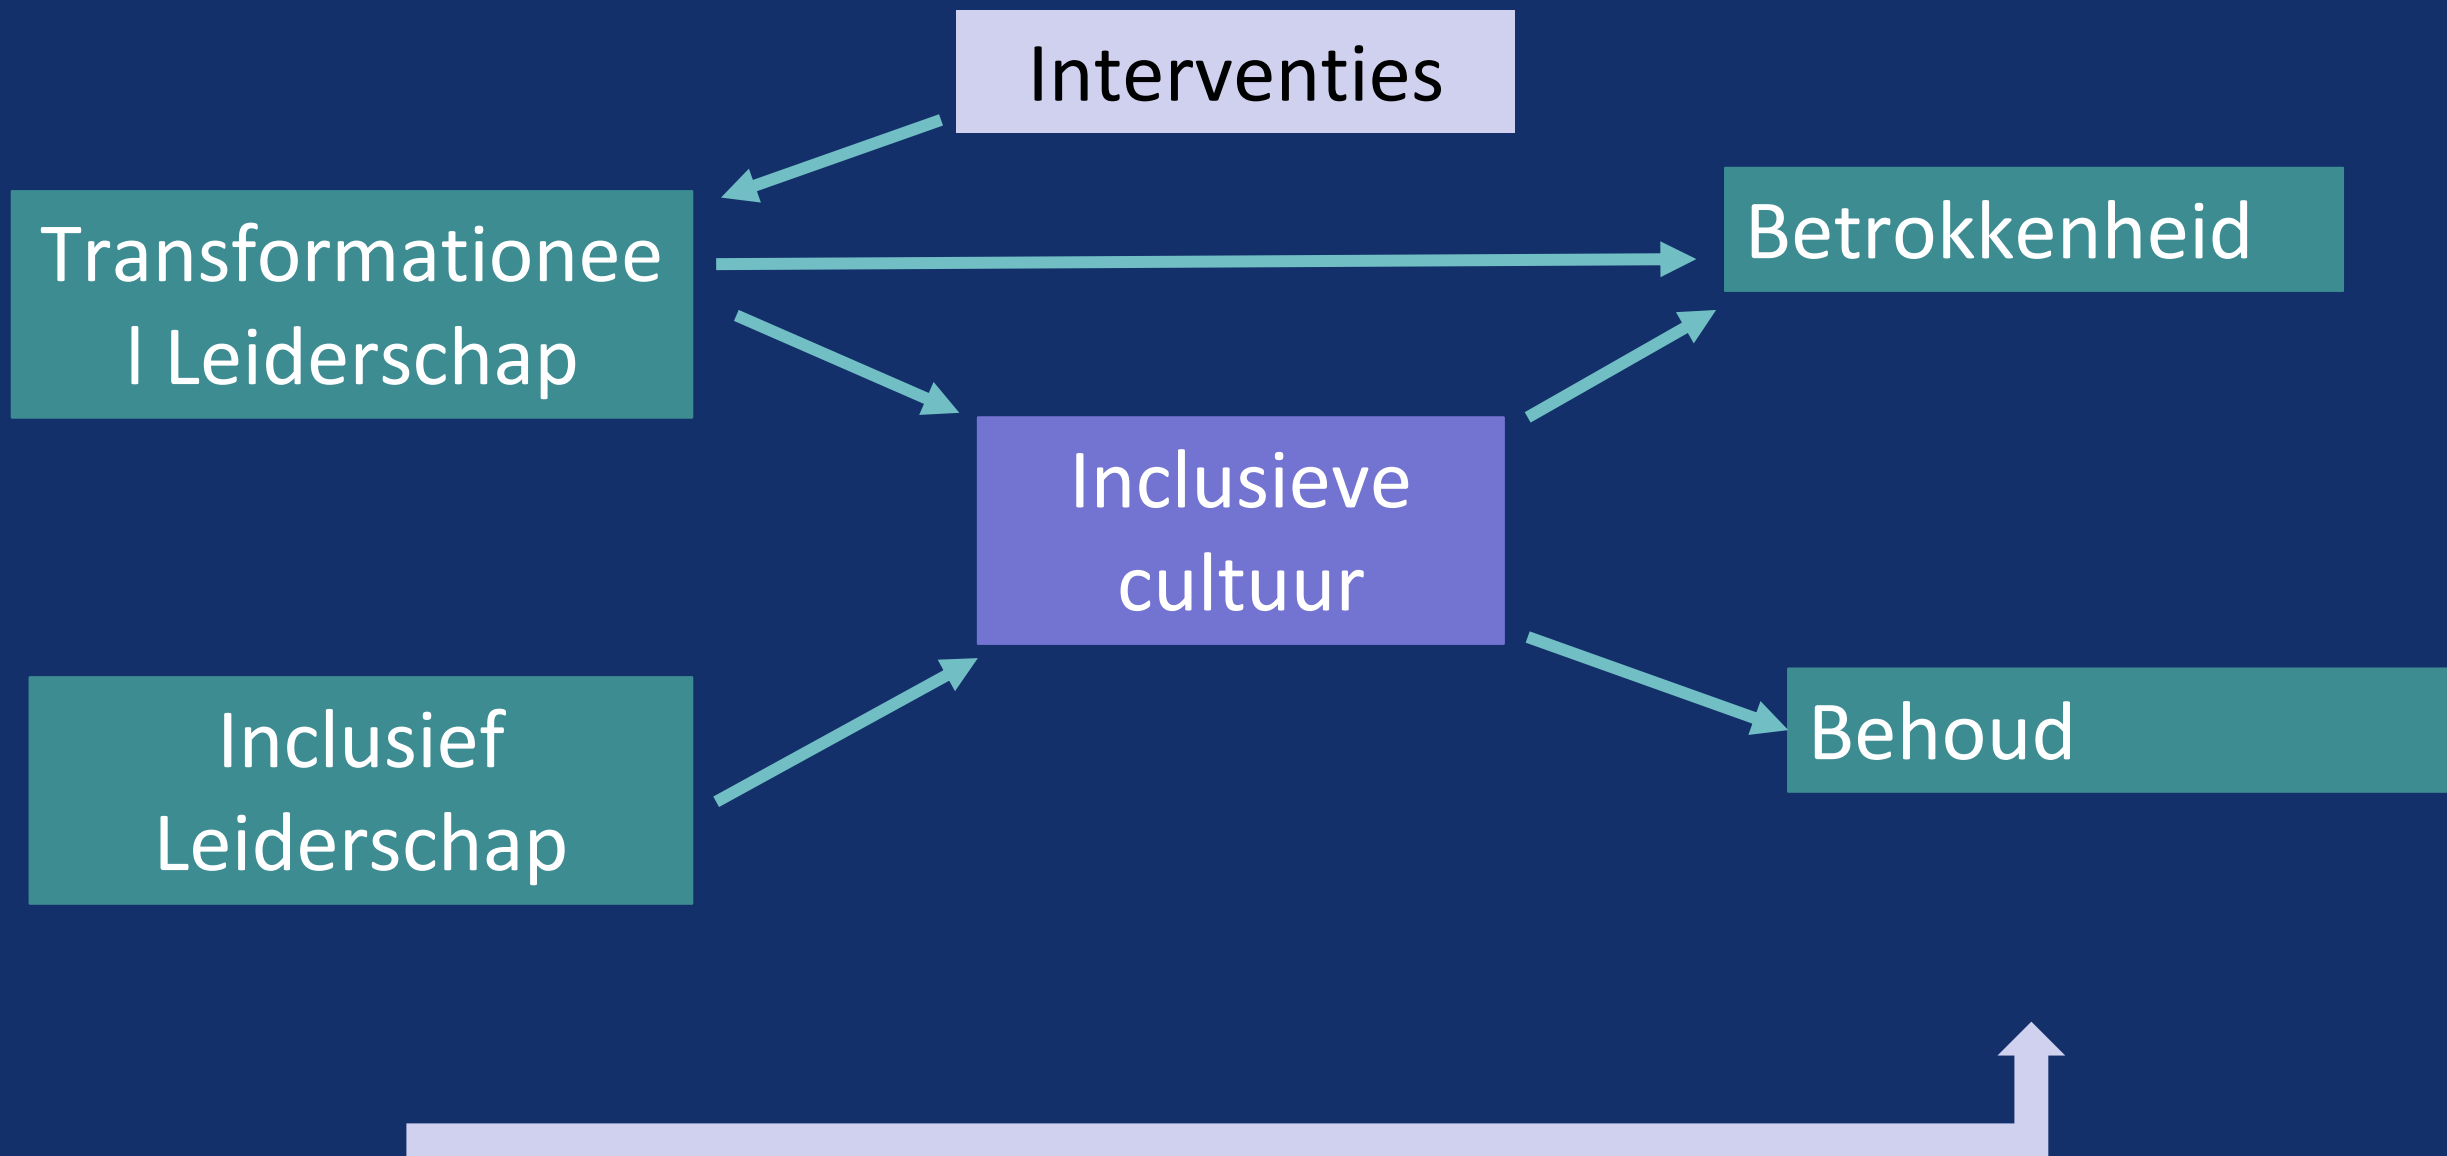 Interventies
Transformationee
l Leiderschap
Betrokkenheid
Inclusieve
cultuur
Inclusief
Leiderschap
Behoud